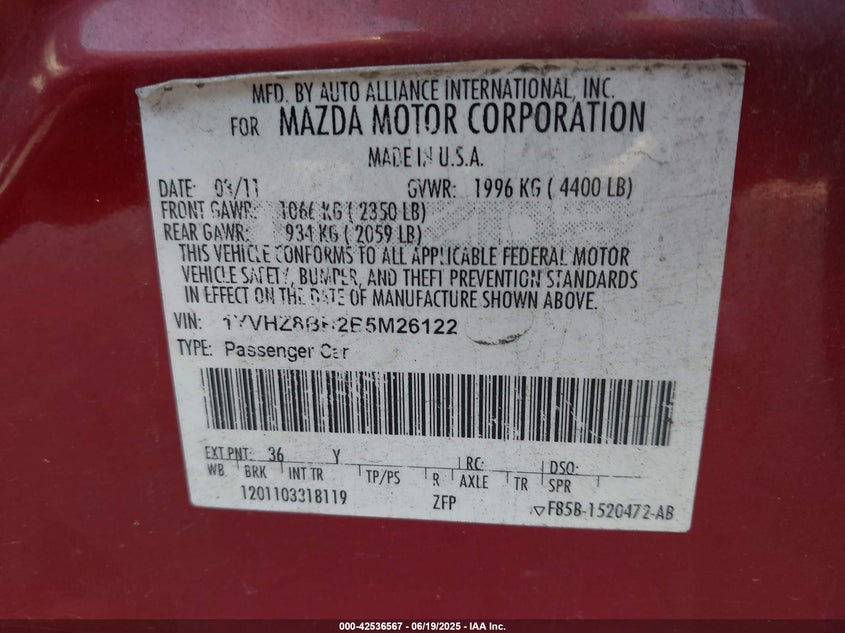 MFD. BY AUTO ALLIANCE INTERNATIONAL, INC.
FOR MAZDA MOTOR CORPORATION
MADE IN U.S.A.
DATE: 03/11 GVWR: 1996 KG ( 4400 LB)
FRONT GAWR: 1066 KG ( 2350 LB)
REAR GAWR: 934 KG ( 2059 LB)
THIS VEHICLE CONFORMS TO ALL APPLICABLE FEDERAL MOTOR
VEHICLE SAFETY, BUMPER, AND THEFT PREVENTION STANDARDS
IN EFFECT ON THE DATE OF MANUFACTURE SHOWN ABOVE.
VIN:
TYPE: Passenger Car
EXT PNT: 36 Y RC: DSO:
WB BRK INT TR TP/PS R AXLE TR SPR
1201103318119 ZFP ▽F85B-1520472-AB
000-42536567 - 06/19/2025 - IAA Inc.